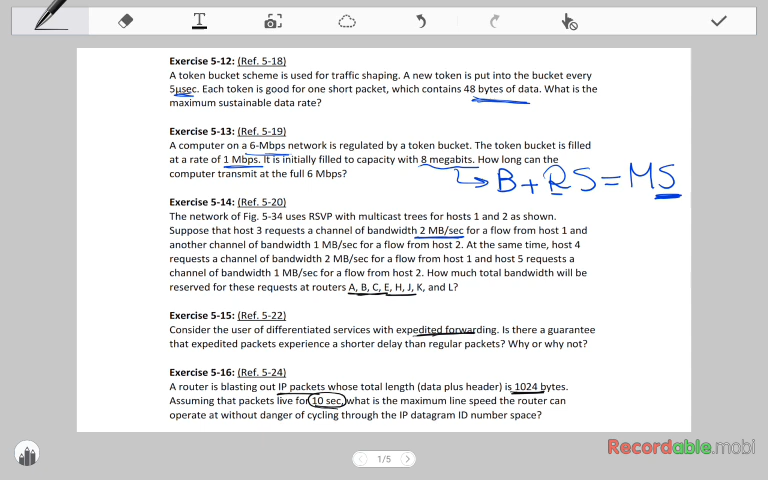 T
Exercise 5-12: (Ref. 5-18)
A token bucket scheme is used for traffic shaping. A new token is put into the bucket every
5µsec. Each token is good for one short packet, which contains 48 bytes of data. What is the
maximum sustainable data rate?
Exercise 5-13: (Ref. 5-19)
A computer on a 6-Mbps network is regulated by a token bucket. The token bucket is filled
at a rate of 1 Mbps. It is initially filled to capacity with 8 megabits. How long can the
computer transmit at the full 6 Mbps?
B + RS = MS
Exercise 5-14: (Ref. 5-20)
The network of Fig. 5-34 uses RSVP with multicast trees for hosts 1 and 2 as shown.
Suppose that host 3 requests a channel of bandwidth 2 MB/sec for a flow from host 1 and
another channel of bandwidth 1 MB/sec for a flow from host 2. At the same time, host 4
requests a channel of bandwidth 2 MB/sec for a flow from host 1 and host 5 requests a
channel of bandwidth 1 MB/sec for a flow from host 2. How much total bandwidth will be
reserved for these requests at routers A, B, C, E, H, J, K, and L?
Exercise 5-15: (Ref. 5-22)
Consider the user of differentiated services with expedited forwarding. Is there a guarantee
that expedited packets experience a shorter delay than regular packets? Why or why not?
Exercise 5-16: (Ref. 5-24)
A router is blasting out IP packets whose total length (data plus header) is 1024 bytes.
Assuming that packets live for 10 sec, what is the maximum line speed the router can
operate at without danger of cycling through the IP datagram ID number space?
1/5
Recordable.mobi